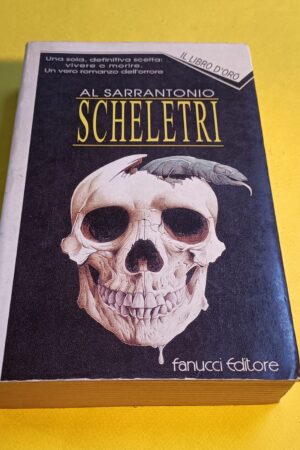 Una sola, definitiva scelta:
vivere e morire.
Un vero romanzo dell'orrore
IL LIBRO D'ORO
AL SARRANTONIO
SCHELETRI
Fanucci Editore